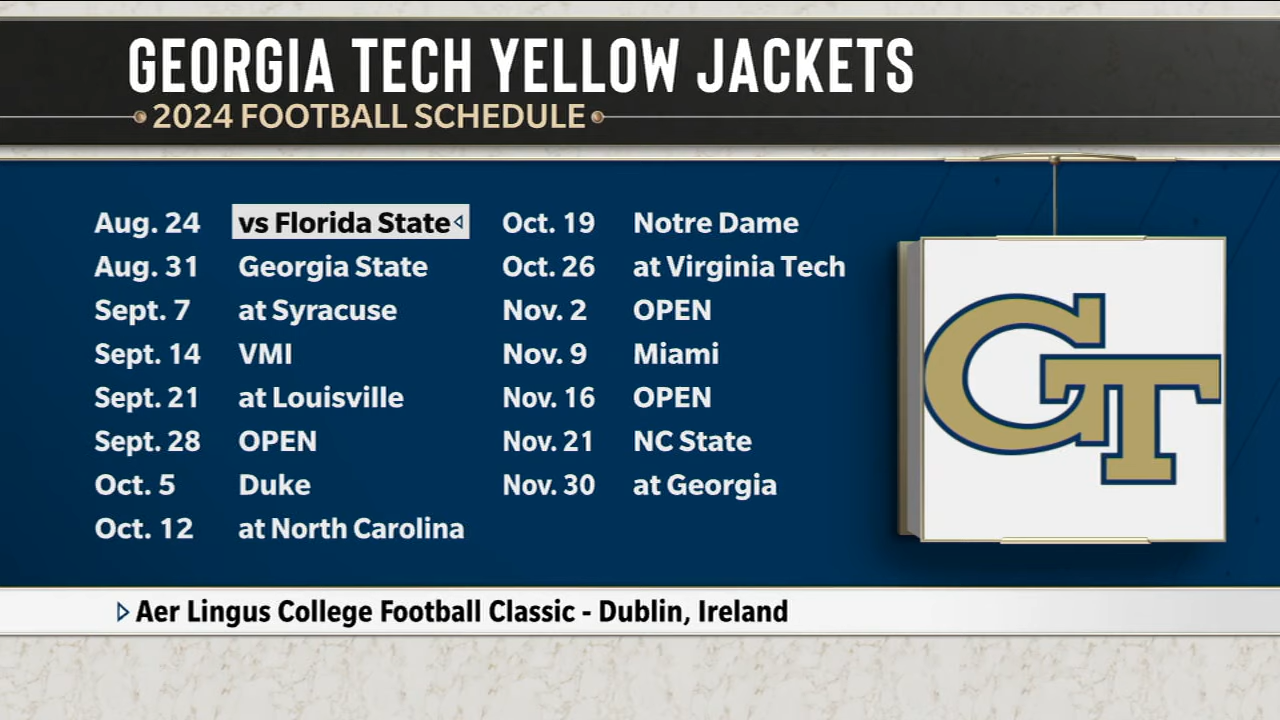 GEORGIA TECH YELLOW JACKETS
2024 FOOTBALL SCHEDULE
Aug. 24 vs Florida State
Aug. 31 Georgia State
Sept. 7 at Syracuse
Sept. 14 VMI
Sept. 21 at Louisville
Sept. 28 OPEN
Oct. 5 Duke
Oct. 12 at North Carolina
Oct. 19 Notre Dame
Oct. 26 at Virginia Tech
Nov. 2 OPEN
Nov. 9 Miami
Nov. 16 OPEN
Nov. 21 NC State
Nov. 30 at Georgia
GT
Aer Lingus College Football Classic - Dublin, Ireland